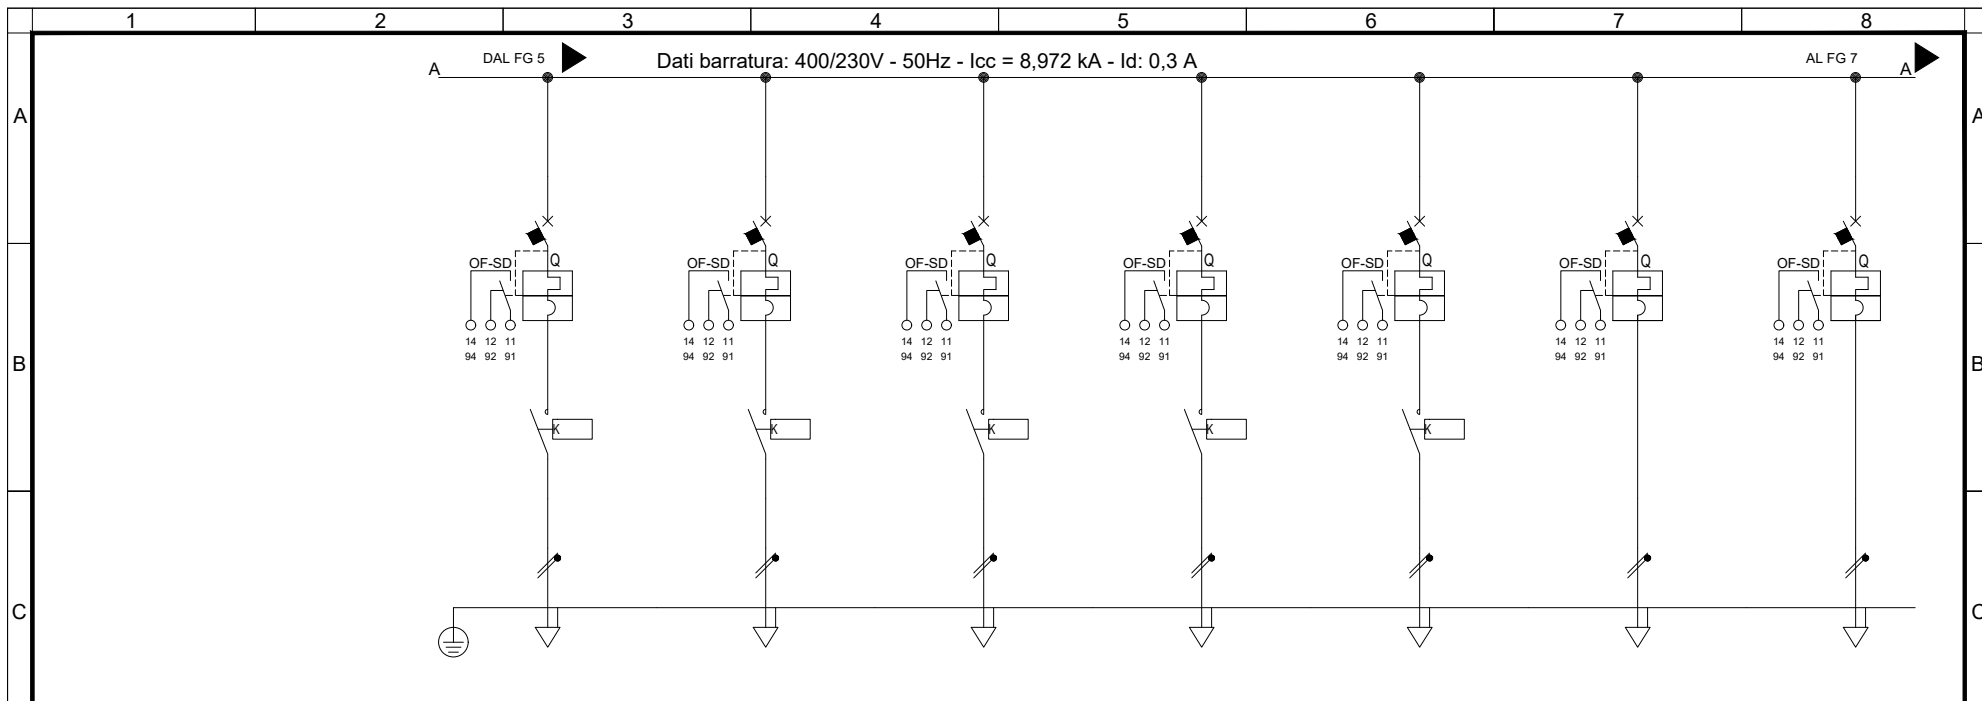 1 2 3 4 5 6 7 8
DAL FG 5 Dati barratura: 400/230V - 50Hz - Icc = 8,972 kA - Id: 0,3 A AL FG 7
A A
A A
OF-SD Q OF-SD Q OF-SD Q OF-SD Q OF-SD Q OF-SD Q OF-SD Q
14 12 11 14 12 11 14 12 11 14 12 11 14 12 11 14 12 11 14 12 11
94 92 91 94 92 91 94 92 91 94 92 91 94 92 91 94 92 91 94 92 91
B B
K K K K K
C C